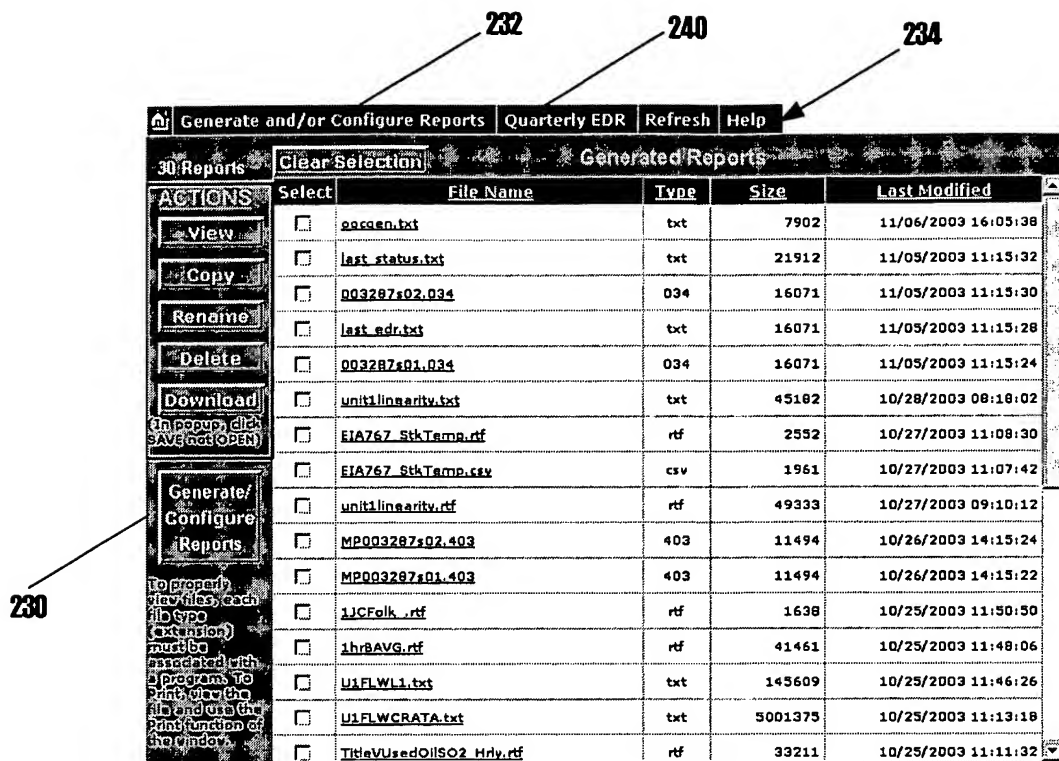 232
240
234
Generate and/or Configure Reports Quarterly EDR Refresh Help
30 Reports Clear Selection Generated Reports
ACTIONS
View
Copy
Rename
Delete
Download
(In popup, click
SAVE not OPEN)
Generate/
Configure
Reports
To properly
view files, each
file type
(extension)
must be
associated with
a program. To
Print, view the
file and use the
Print function of
the window.
230
Select File Name Type Size Last Modified
txt 7902 11/06/2003 16:05:38
last_status.txt txt 21912 11/05/2003 11:15:32
003287s02.034 034 16071 11/05/2003 11:15:30
last_edr.txt txt 16071 11/05/2003 11:15:28
003287s01.034 034 16071 11/05/2003 11:15:24
unit1linearity.txt txt 45182 10/28/2003 08:18:02
EIA767_StkTemp.rtf rtf 2552 10/27/2003 11:08:30
EIA767_StkTemp.csv csv 1961 10/27/2003 11:07:42
unit1linearity.rtf rtf 49333 10/27/2003 09:10:12
MP003287s02.403 403 11494 10/26/2003 14:15:24
MP003287s01.403 403 11494 10/26/2003 14:15:22
1JCFolk_.rtf rtf 1638 10/25/2003 11:50:50
1hrBAVG.rtf rtf 41461 10/25/2003 11:48:06
U1FLWL1.txt txt 145609 10/25/2003 11:46:26
U1FLWCRATA.txt txt 5001375 10/25/2003 11:13:18
TitleVUsedOilSO2_Hrly.rtf rtf 33211 10/25/2003 11:11:32